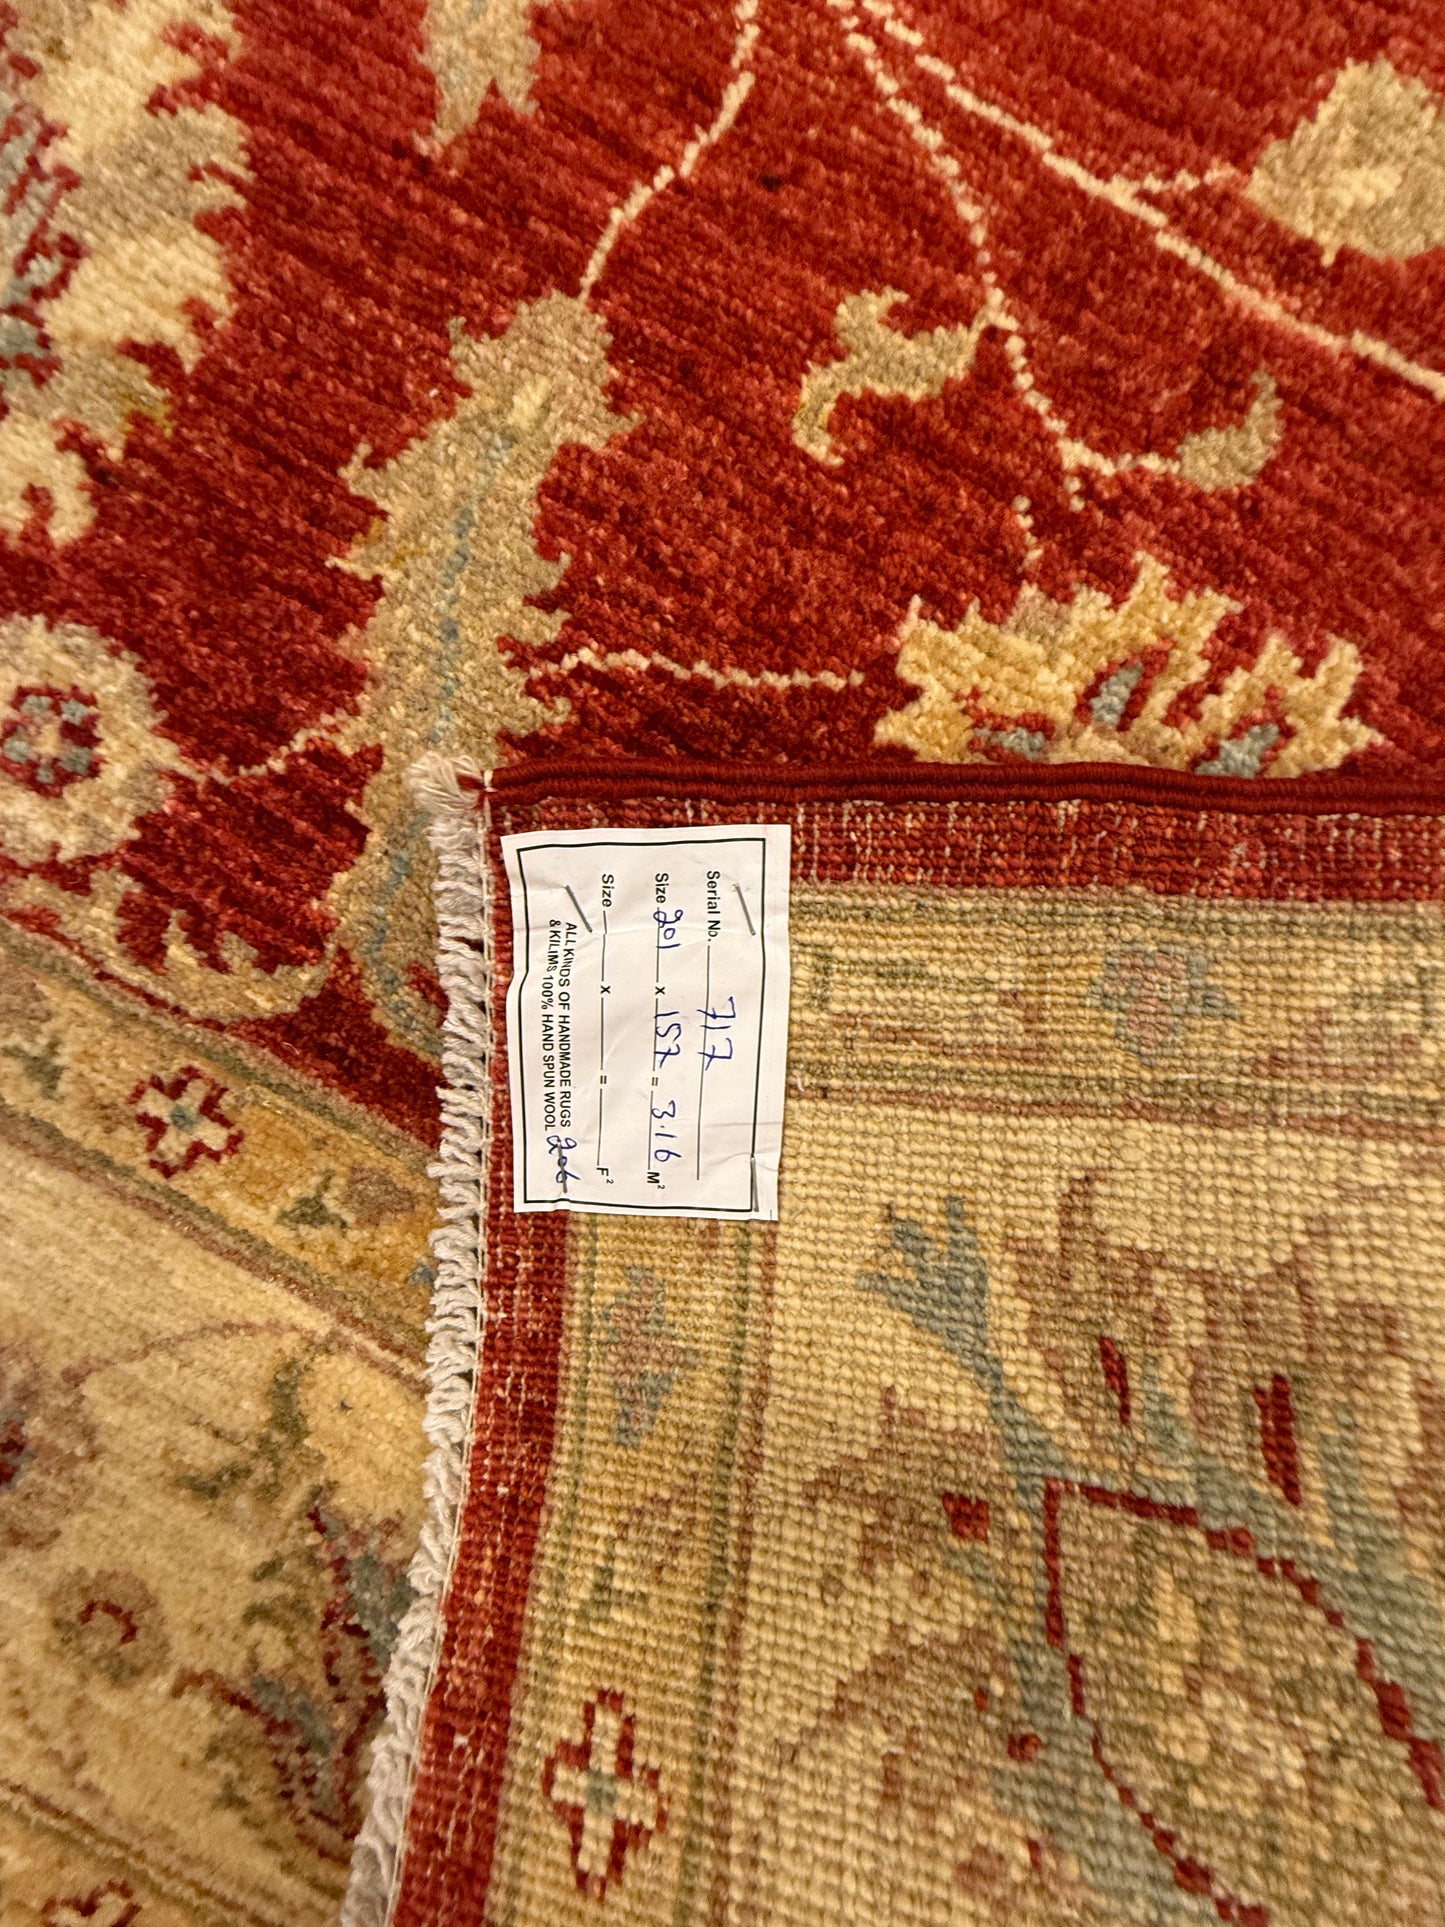 Serial No. 717
Size 201 x 157 = 3.16 M²
Size x = F²
ALL KINDS OF HANDMADE RUGS
& KILIMS 100% HAND SPUN WOOL
206